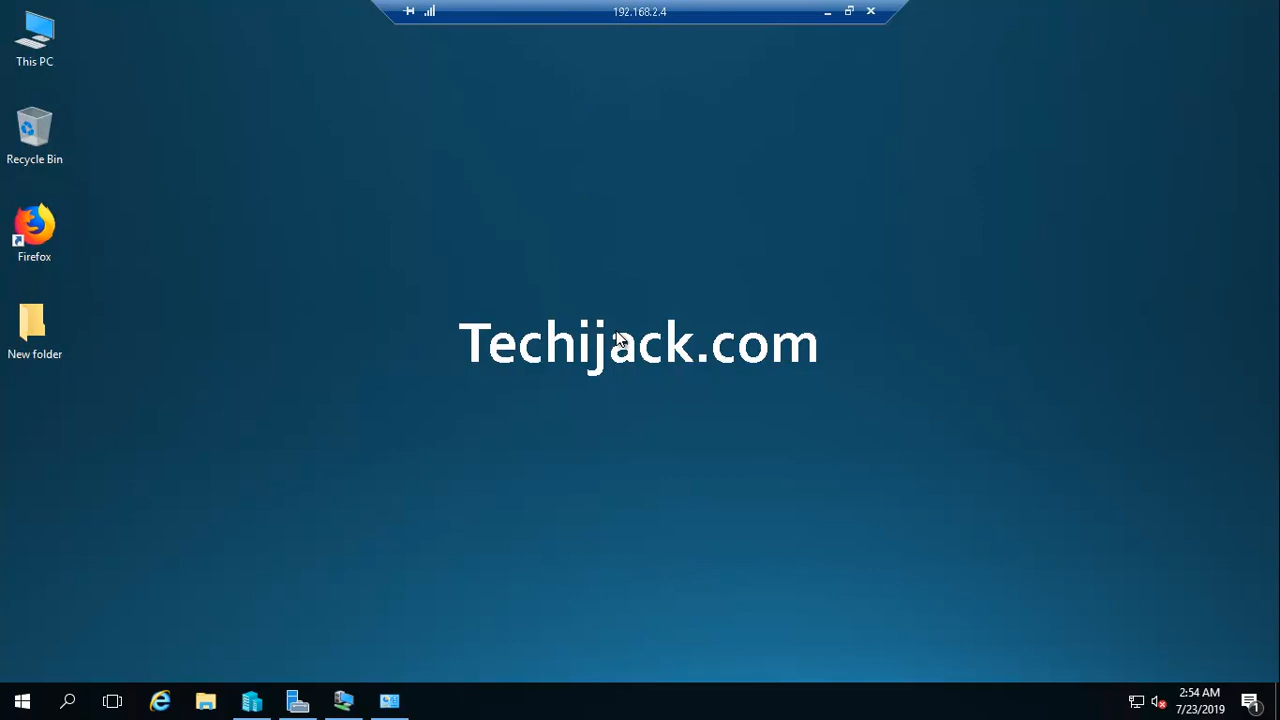 192.168.2.4
This PC
Recycle Bin
Firefox
New folder
Techijack.com
2:54 AM
7/23/2019
1